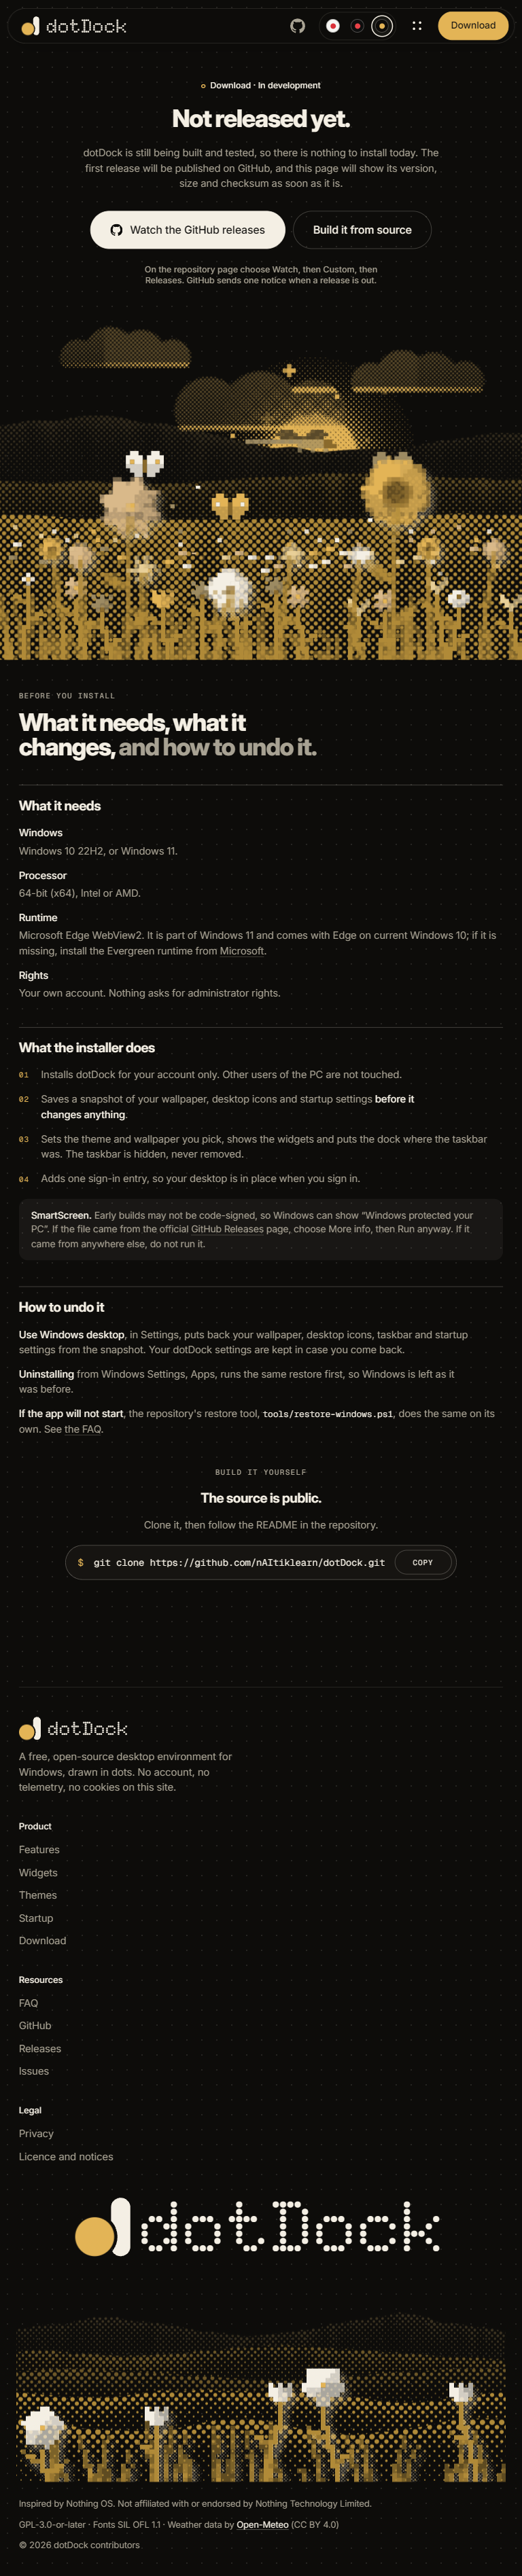 dotDock
Download
Download · In development
Not released yet.
dotDock is still being built and tested, so there is nothing to install today. The
first release will be published on GitHub, and this page will show its version,
size and checksum as soon as it is.
Watch the GitHub releases
Build it from source
On the repository page choose Watch, then Custom, then
Releases. GitHub sends one notice when a release is out.
BEFORE YOU INSTALL
What it needs, what it
changes, and how to undo it.
What it needs
Windows
Windows 10 22H2, or Windows 11.
Processor
64-bit (x64), Intel or AMD.
Runtime
Microsoft Edge WebView2. It is part of Windows 11 and comes with Edge on current Windows 10; if it is
missing, install the Evergreen runtime from Microsoft.
Rights
Your own account. Nothing asks for administrator rights.
What the installer does
01 Installs dotDock for your account only. Other users of the PC are not touched.
02 Saves a snapshot of your wallpaper, desktop icons and startup settings before it
changes anything.
03 Sets the theme and wallpaper you pick, shows the widgets and puts the dock where the taskbar
was. The taskbar is hidden, never removed.
04 Adds one sign-in entry, so your desktop is in place when you sign in.
SmartScreen. Early builds may not be code-signed, so Windows can show “Windows protected your
PC”. If the file came from the official GitHub Releases page, choose More info, then Run anyway. If it
came from anywhere else, do not run it.
How to undo it
Use Windows desktop, in Settings, puts back your wallpaper, desktop icons, taskbar and startup
settings from the snapshot. Your dotDock settings are kept in case you come back.
Uninstalling from Windows Settings, Apps, runs the same restore first, so Windows is left as it
was before.
If the app will not start, the repository's restore tool, tools/restore-windows.ps1, does the same on its
own. See the FAQ.
BUILD IT YOURSELF
The source is public.
Clone it, then follow the README in the repository.
$ git clone https://github.com/nAItiklearn/dotDock.git
COPY
dotDock
A free, open-source desktop environment for
Windows, drawn in dots. No account, no
telemetry, no cookies on this site.
Product
Features
Widgets
Themes
Startup
Download
Resources
FAQ
GitHub
Releases
Issues
Legal
Privacy
Licence and notices
dotDock
Inspired by Nothing OS. Not affiliated with or endorsed by Nothing Technology Limited.
GPL-3.0-or-later · Fonts SIL OFL 1.1 · Weather data by Open-Meteo (CC BY 4.0)
© 2026 dotDock contributors